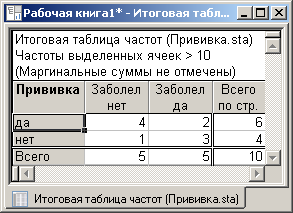 Рабочая книга1* - Итоговая табл...
Итоговая таблица частот (Прививка.sta)
Частоты выделенных ячеек > 10
(Маргинальные суммы не отмечены)
Прививка Заболел Заболел Всего
нет да по стр.
да 4 2 6
нет 1 3 4
Всего 5 5 10
Итоговая таблица частот (Прививка.sta)